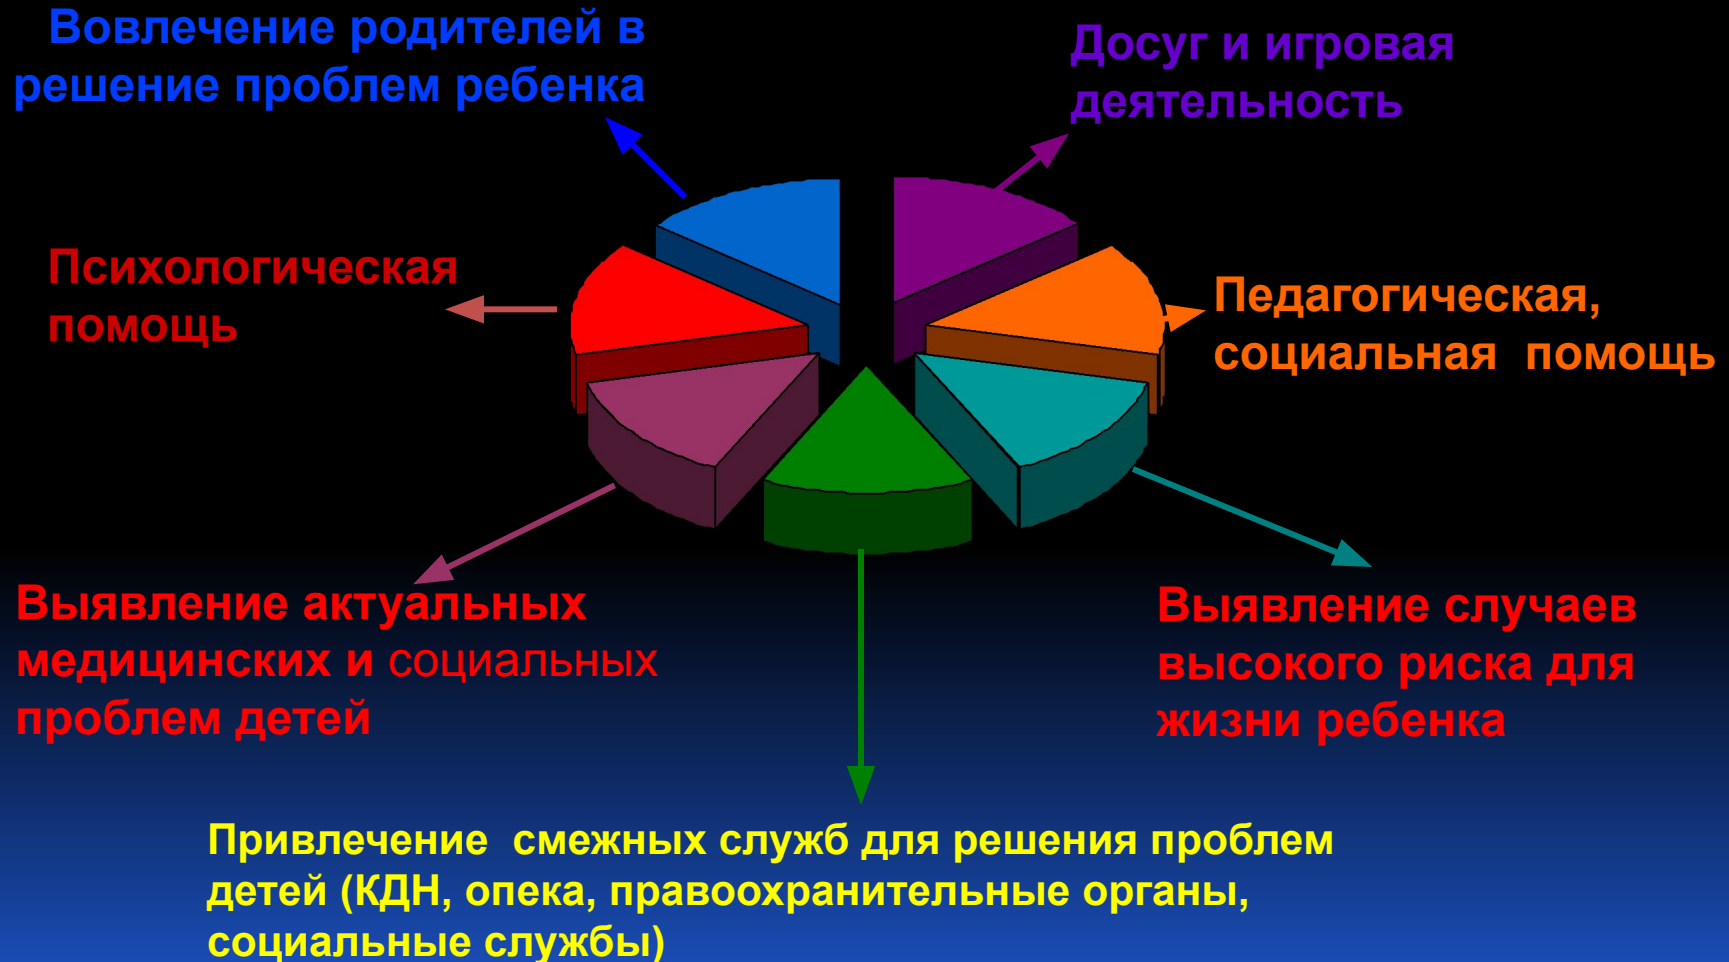 Вовлечение родителей в
решение проблем ребенка
Досуг и игровая
деятельность
Психологическая
помощь
Педагогическая,
социальная  помощь
Выявление актуальных
медицинских и социальных
проблем детей
Выявление случаев
высокого риска для
жизни ребенка
Привлечение  смежных служб для решения проблем
детей (КДН, опека, правоохранительные органы,
социальные службы)